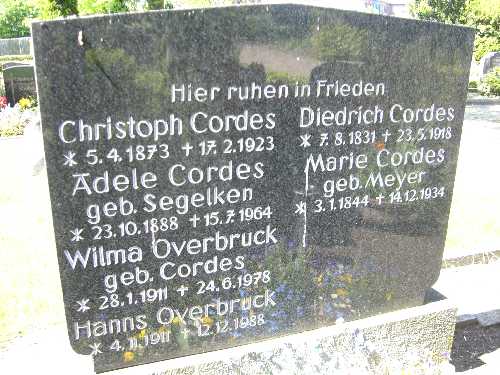 Hier ruhen in Frieden
Christoph Cordes
* 5.4.1873 + 17.2.1923
Adele Cordes
geb. Segelken
* 23.10.1888 + 15.7.1964
Wilma Overbruck
geb. Cordes
* 28.1.1911 + 24.6.1978
Hanns Overbruck
* 4.11.1911 + 12.12.1988
Diedrich Cordes
* 7.8.1831 + 23.5.1918
Marie Cordes
geb. Meyer
* 3.1.1844 + 14.12.1934